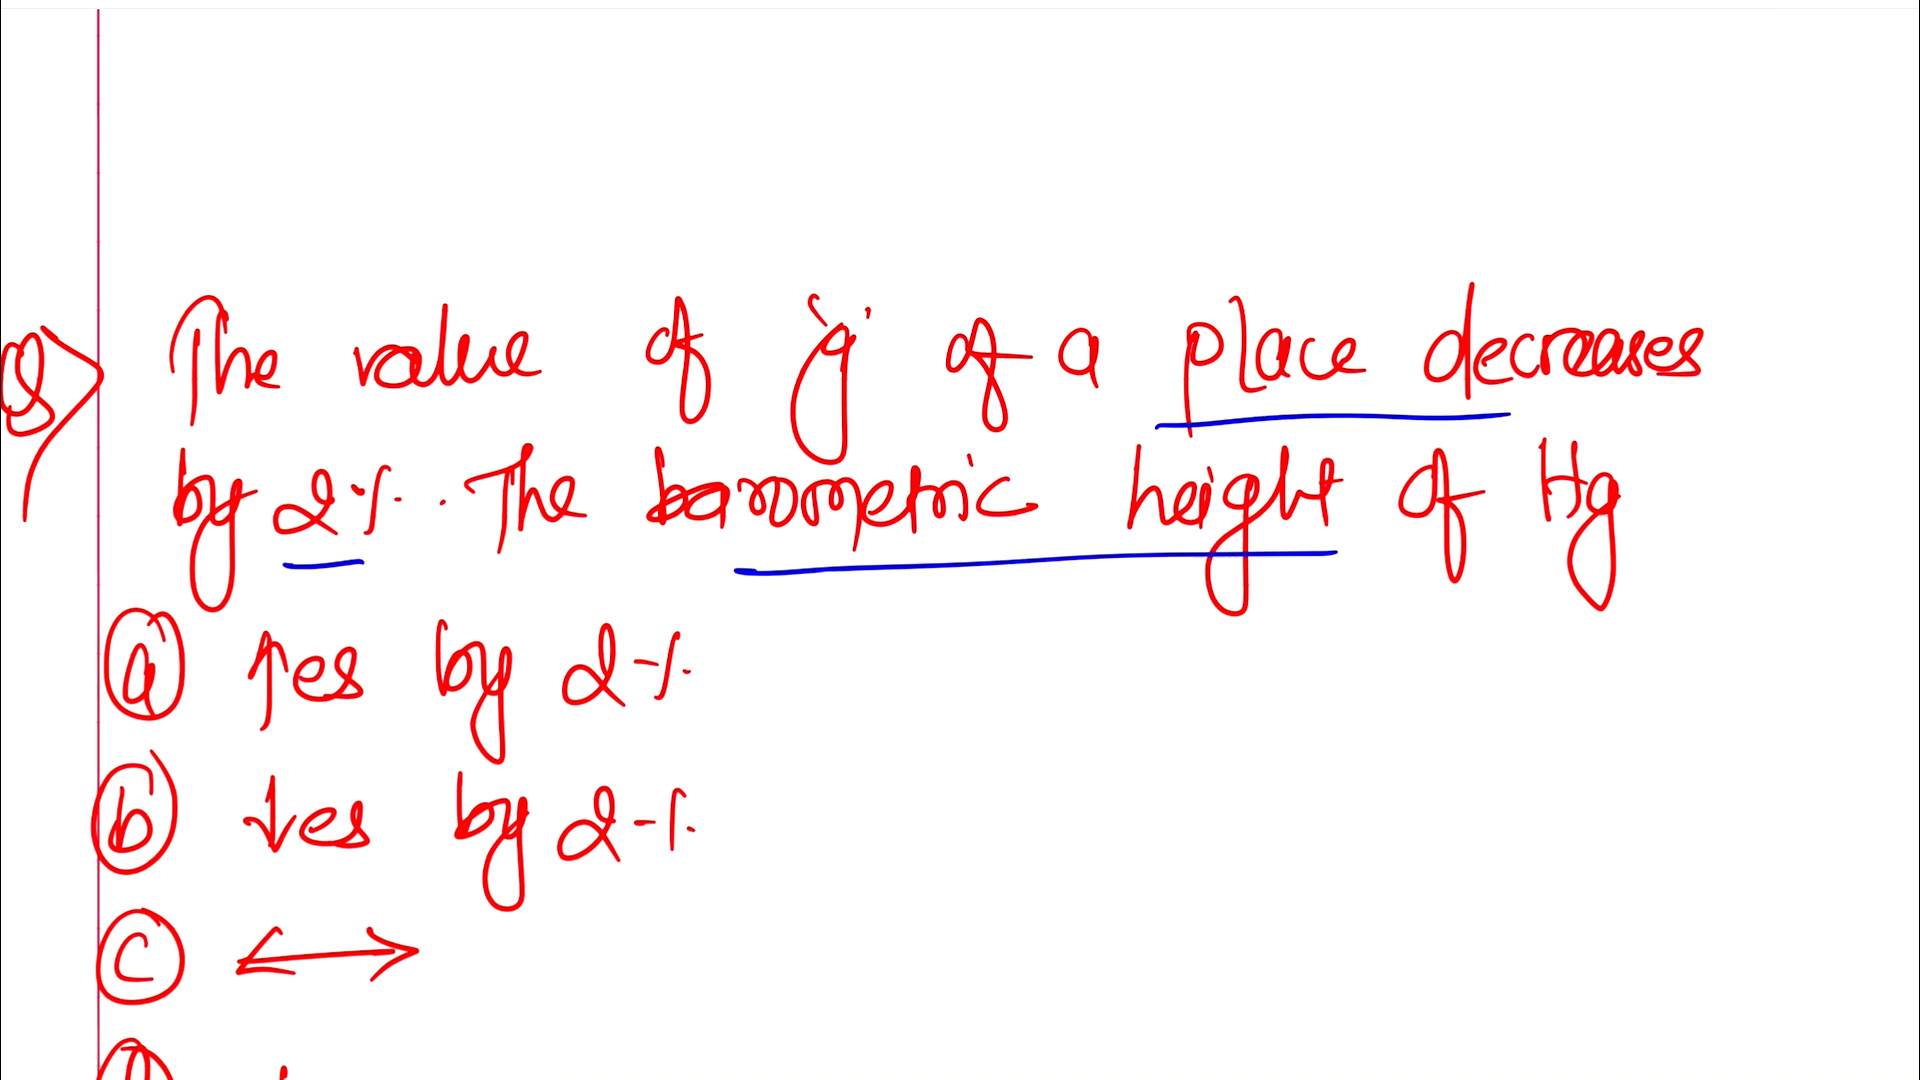 Q> The value of 'g' of a place decreases
by 2%. The barometric height of Hg
(a) ↑es by 2%
(b) ↓es by 2%
(c) ⟷